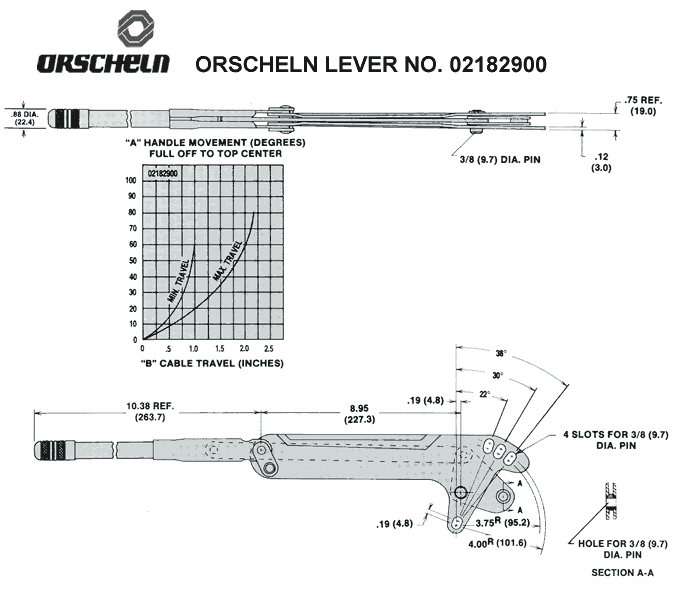 ORSCHELN
ORSCHELN LEVER NO. 02182900
.88 DIA.
(22.4)
.75 REF.
(19.0)
.12
(3.0)
3/8 (9.7) DIA. PIN
"A" HANDLE MOVEMENT (DEGREES)
FULL OFF TO TOP CENTER
02182900
100
90
80
70
60
50
40
30
20
10
0
MIN. TRAVEL
MAX. TRAVEL
0 .5 1.0 1.5 2.0 2.5
"B" CABLE TRAVEL (INCHES)
38°
30°
22°
.19 (4.8)
10.38 REF.
(263.7)
8.95
(227.3)
4 SLOTS FOR 3/8 (9.7)
DIA. PIN
A
A
.19 (4.8)
3.75R (95.2)
4.00R (101.6)
HOLE FOR 3/8 (9.7)
DIA. PIN
SECTION A-A